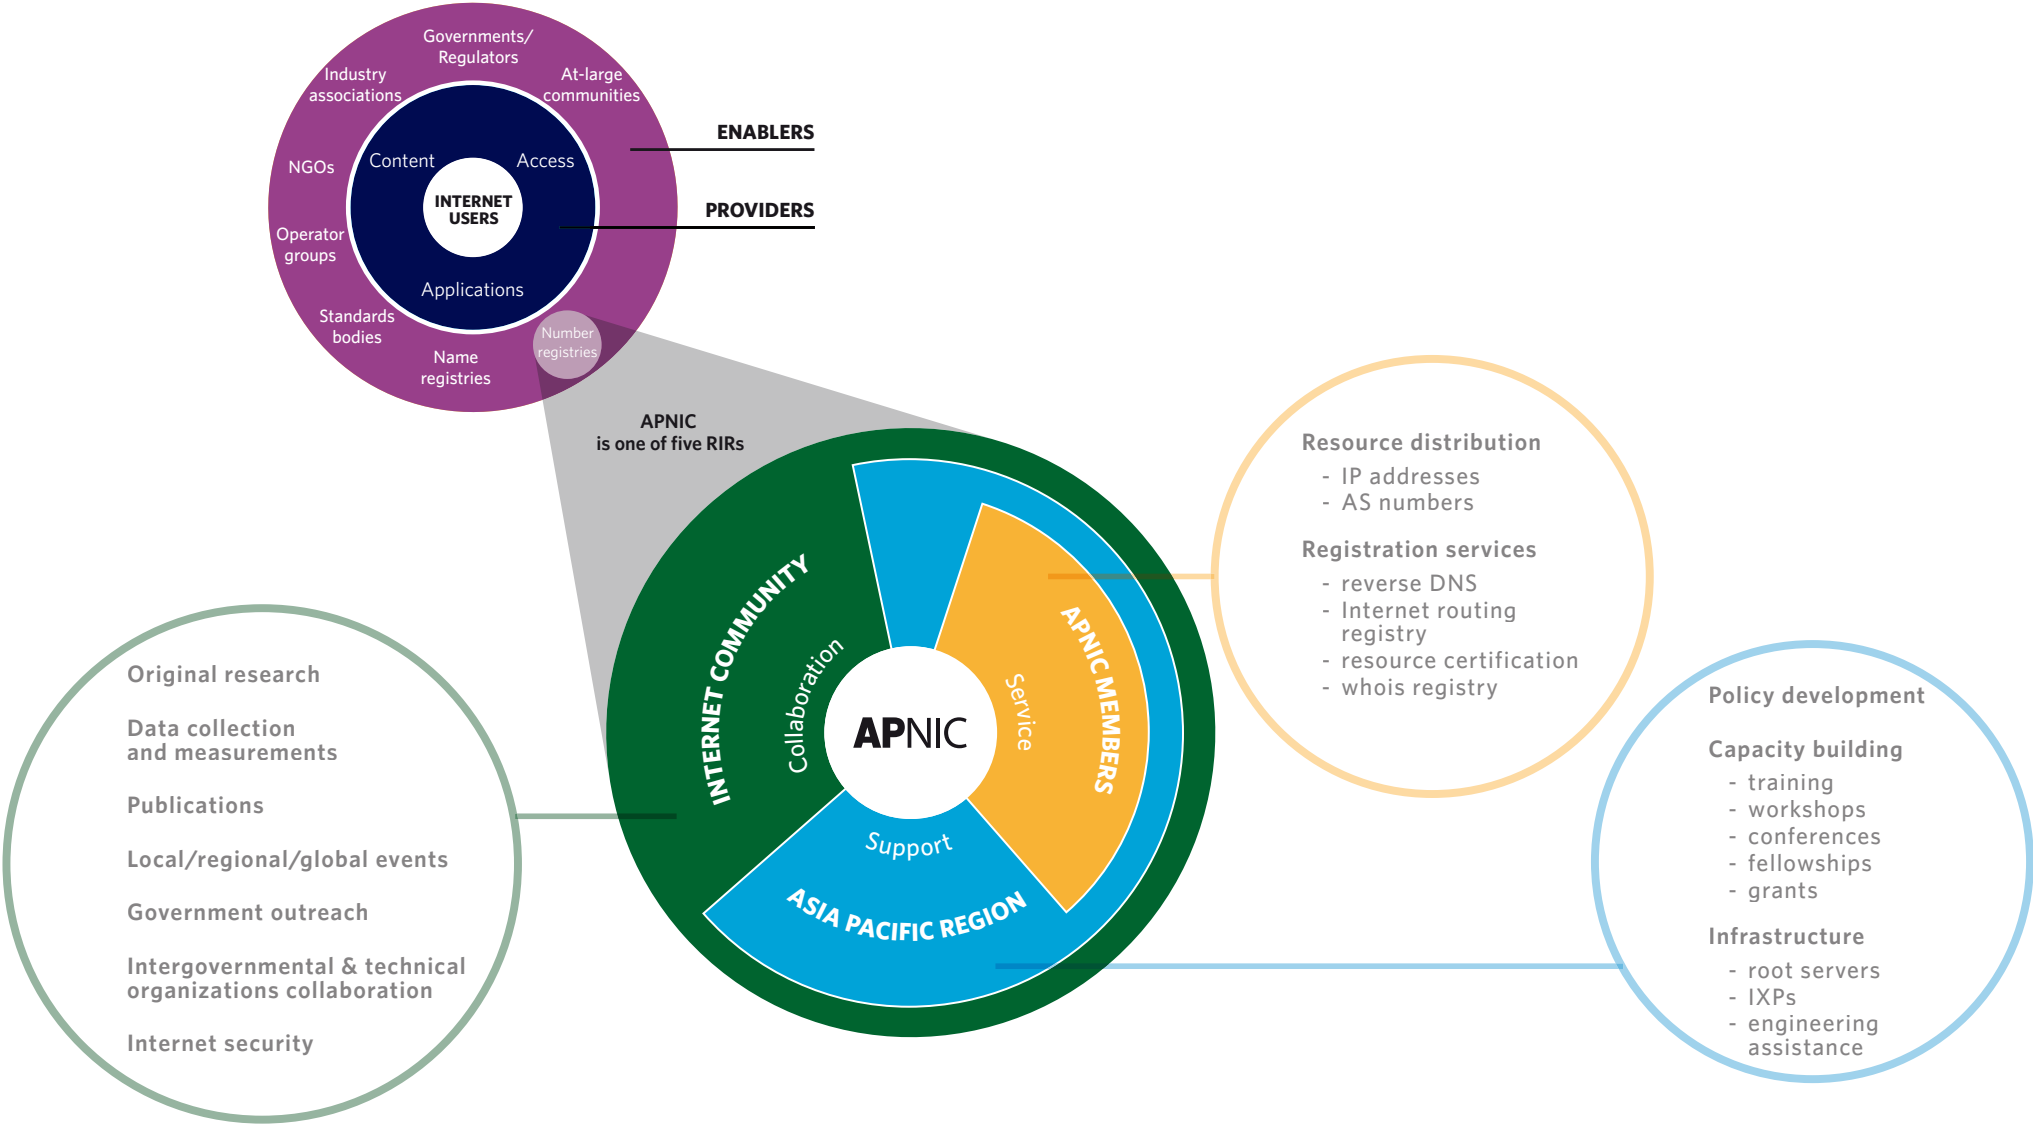 Governments/
Regulators
Industry
associations
At-large
communities
NGOs
Operator
groups
Standards
bodies
Name
registries
Number
registries
Content
Access
Applications
INTERNET
USERS
ENABLERS
PROVIDERS
APNIC
is one of five RIRs
INTERNET COMMUNITY
Collaboration
APNIC
Service
APNIC MEMBERS
Support
ASIA PACIFIC REGION
Resource distribution
- IP addresses
- AS numbers
Registration services
- reverse DNS
- Internet routing
registry
- resource certification
- whois registry
Policy development
Capacity building
- training
- workshops
- conferences
- fellowships
- grants
Infrastructure
- root servers
- IXPs
- engineering
assistance
Original research
Data collection
and measurements
Publications
Local/regional/global events
Government outreach
Intergovernmental & technical
organizations collaboration
Internet security